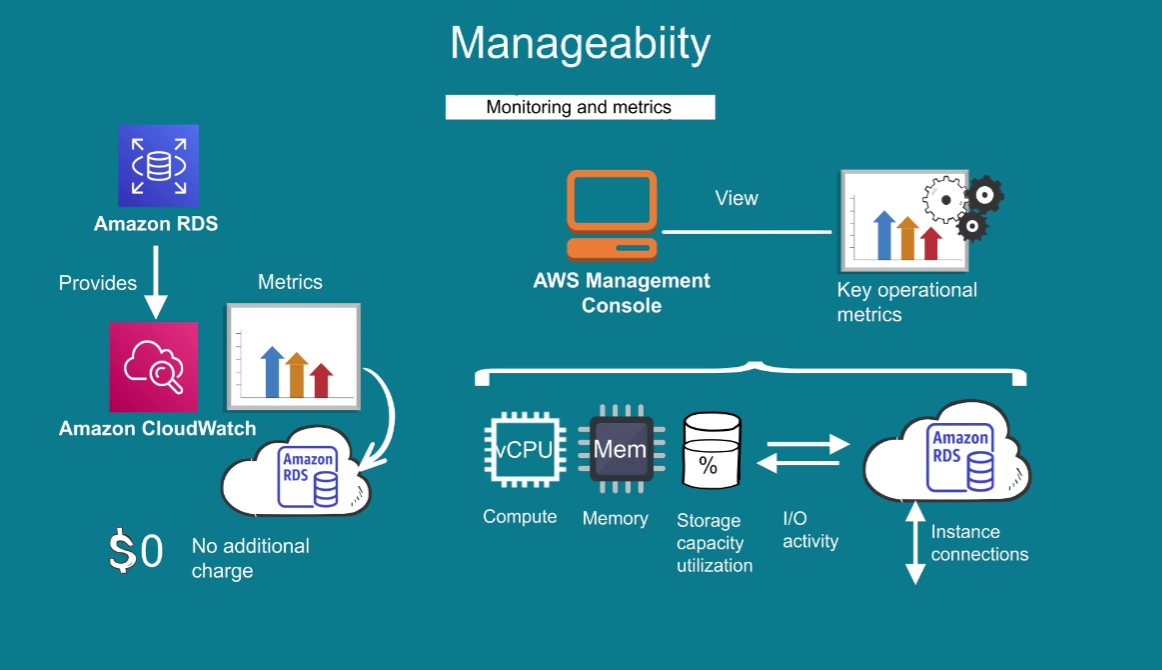 Manageabiity
Monitoring and metrics
Amazon RDS
Provides
Metrics
Amazon CloudWatch
Amazon
RDS
$0
No additional
charge
View
AWS Management
Console
Key operational
metrics
vCPU
Mem
%
Amazon
RDS
Compute
Memory
Storage
capacity
utilization
I/O
activity
Instance
connections